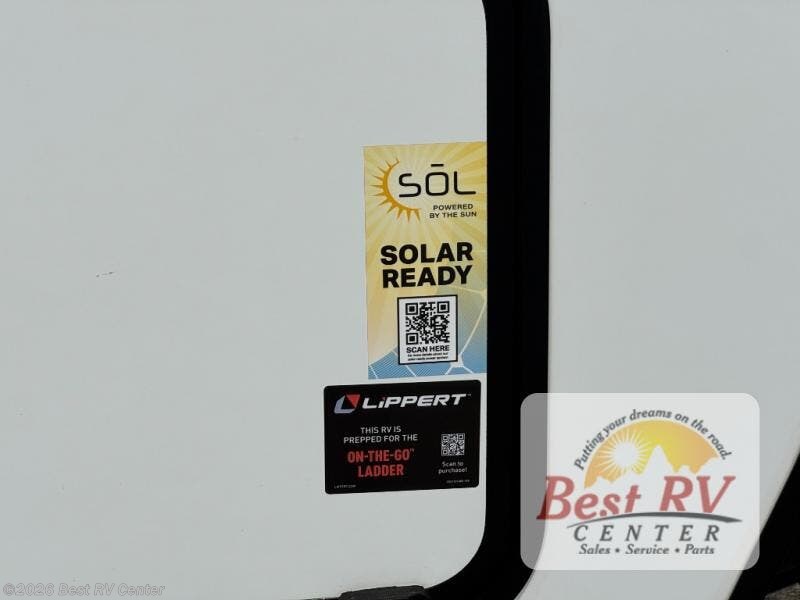 SŌL
POWERED
BY THE SUN
SOLAR
READY
SCAN HERE
LiPPERT™
THIS RV IS
PREPPED FOR THE
ON-THE-GO™
LADDER
Scan to
purchase!
Putting your dreams on the road.
Best RV
CENTER
Sales • Service • Parts
©2026 Best RV Center